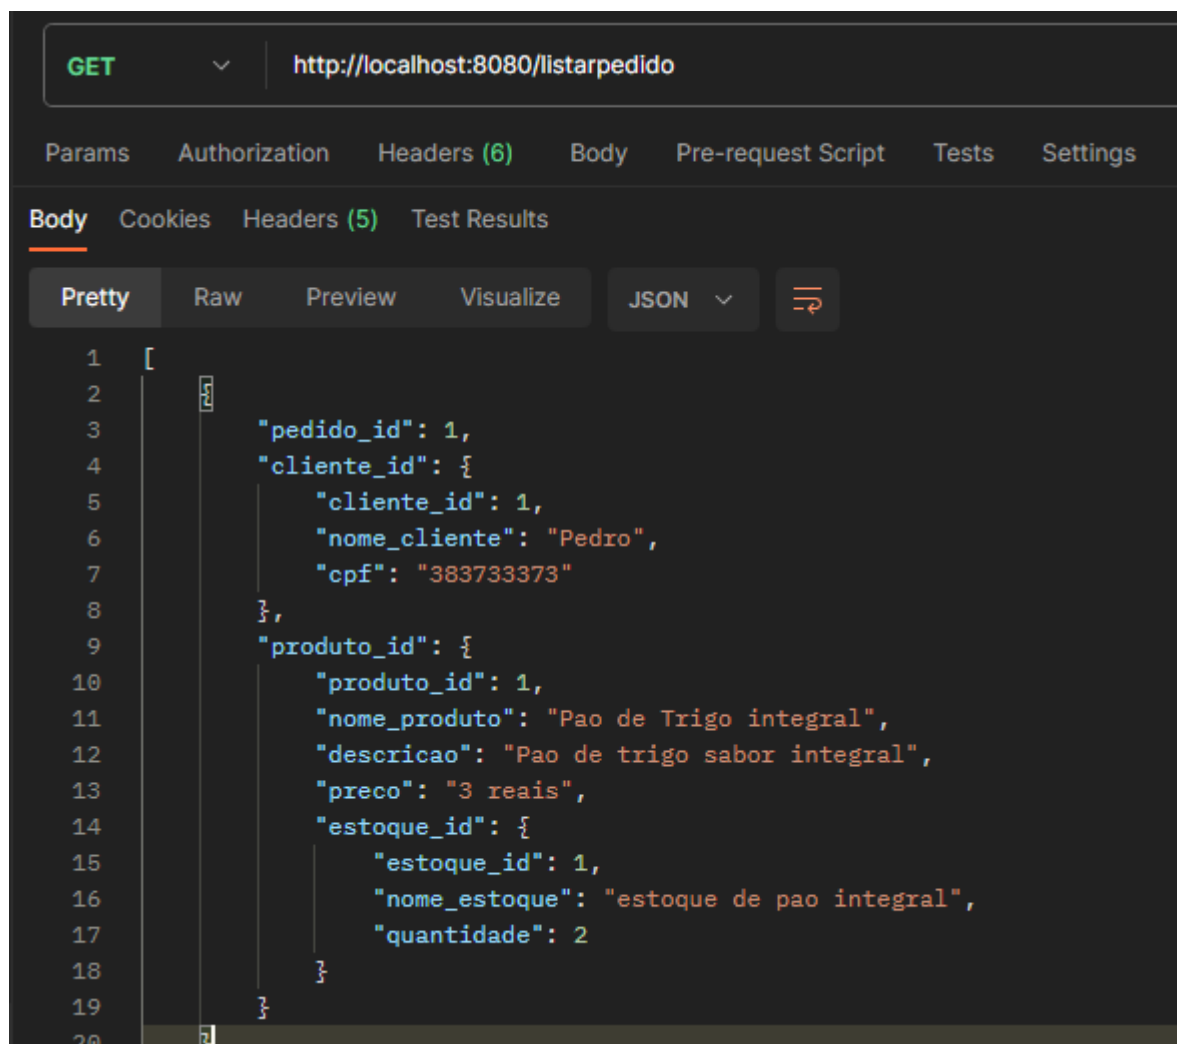 GET http://localhost:8080/listarpedido
Params Authorization Headers (6) Body Pre-request Script Tests Settings
Body Cookies Headers (5) Test Results
Pretty Raw Preview Visualize JSON
1 [
2 {
3 "pedido_id": 1,
4 "cliente_id": {
5 "cliente_id": 1,
6 "nome_cliente": "Pedro",
7 "cpf": "383733373"
8 },
9 "produto_id": {
10 "produto_id": 1,
11 "nome_produto": "Pao de Trigo integral",
12 "descricao": "Pao de trigo sabor integral",
13 "preco": "3 reais",
14 "estoque_id": {
15 "estoque_id": 1,
16 "nome_estoque": "estoque de pao integral",
17 "quantidade": 2
18 }
19 }
20 }